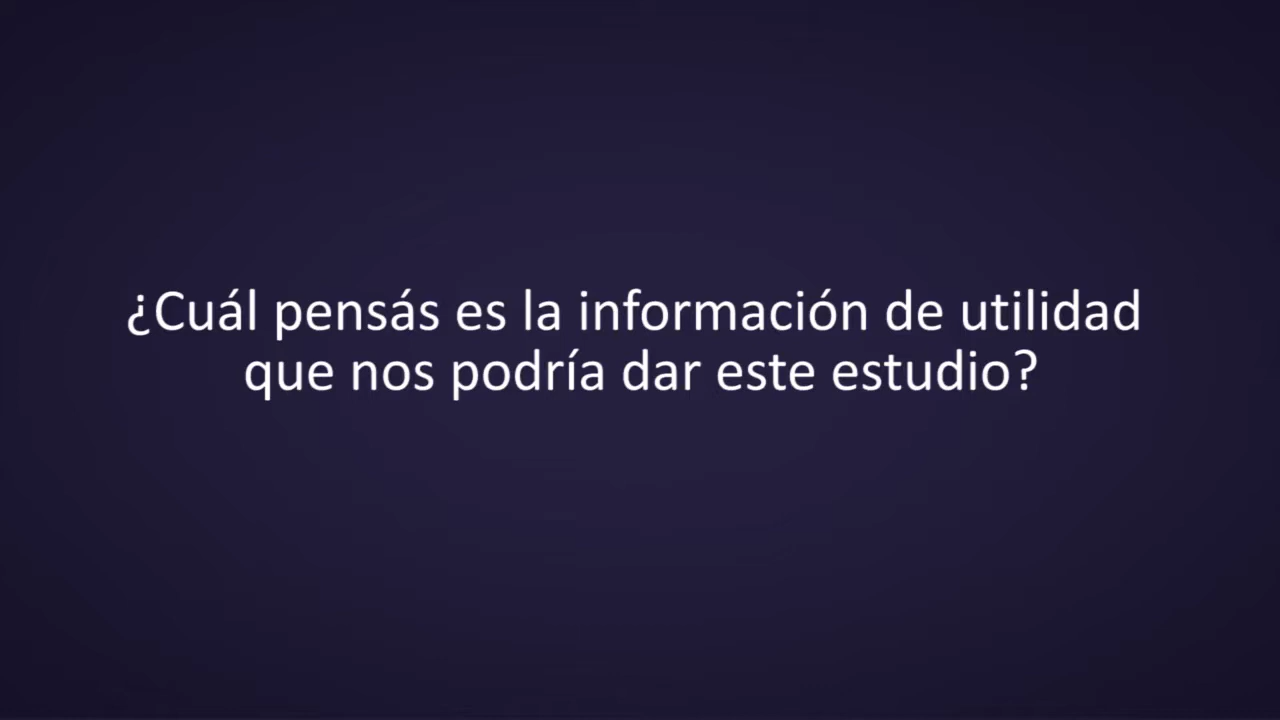 ¿Cuál pensás es la información de utilidad
que nos podría dar este estudio?